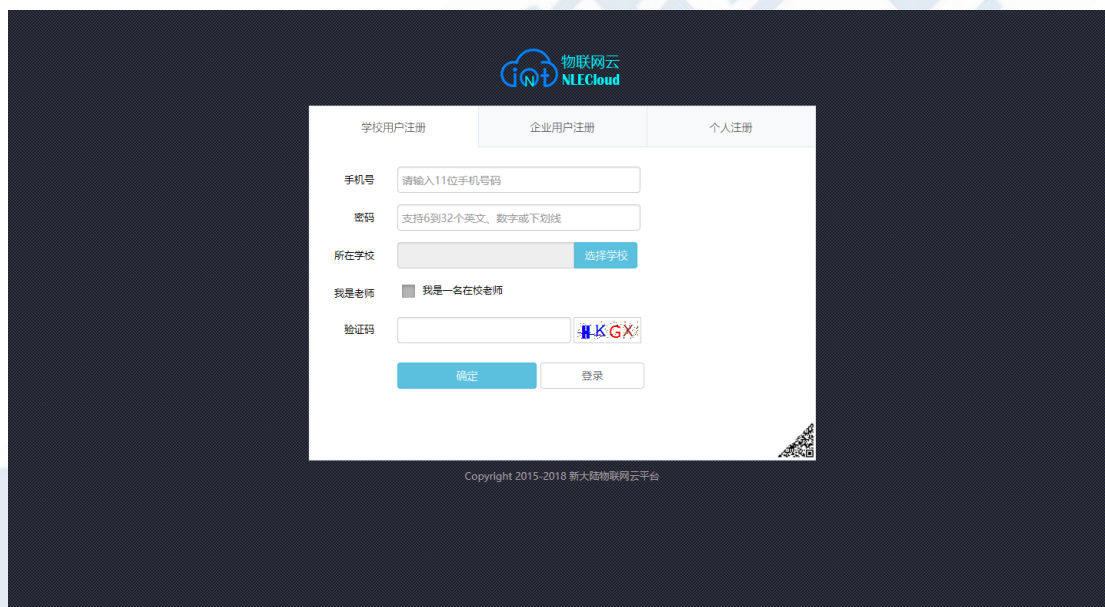 物联网云
iot
N
NLECloud
学校用户注册 企业用户注册 个人注册
手机号 请输入11位手机号码
密码 支持6到32个英文、数字或下划线
所在学校 选择学校
我是老师 我是一名在校老师
验证码 HKGX
确定 登录
Copyright 2015-2018 新大陆物联网云平台